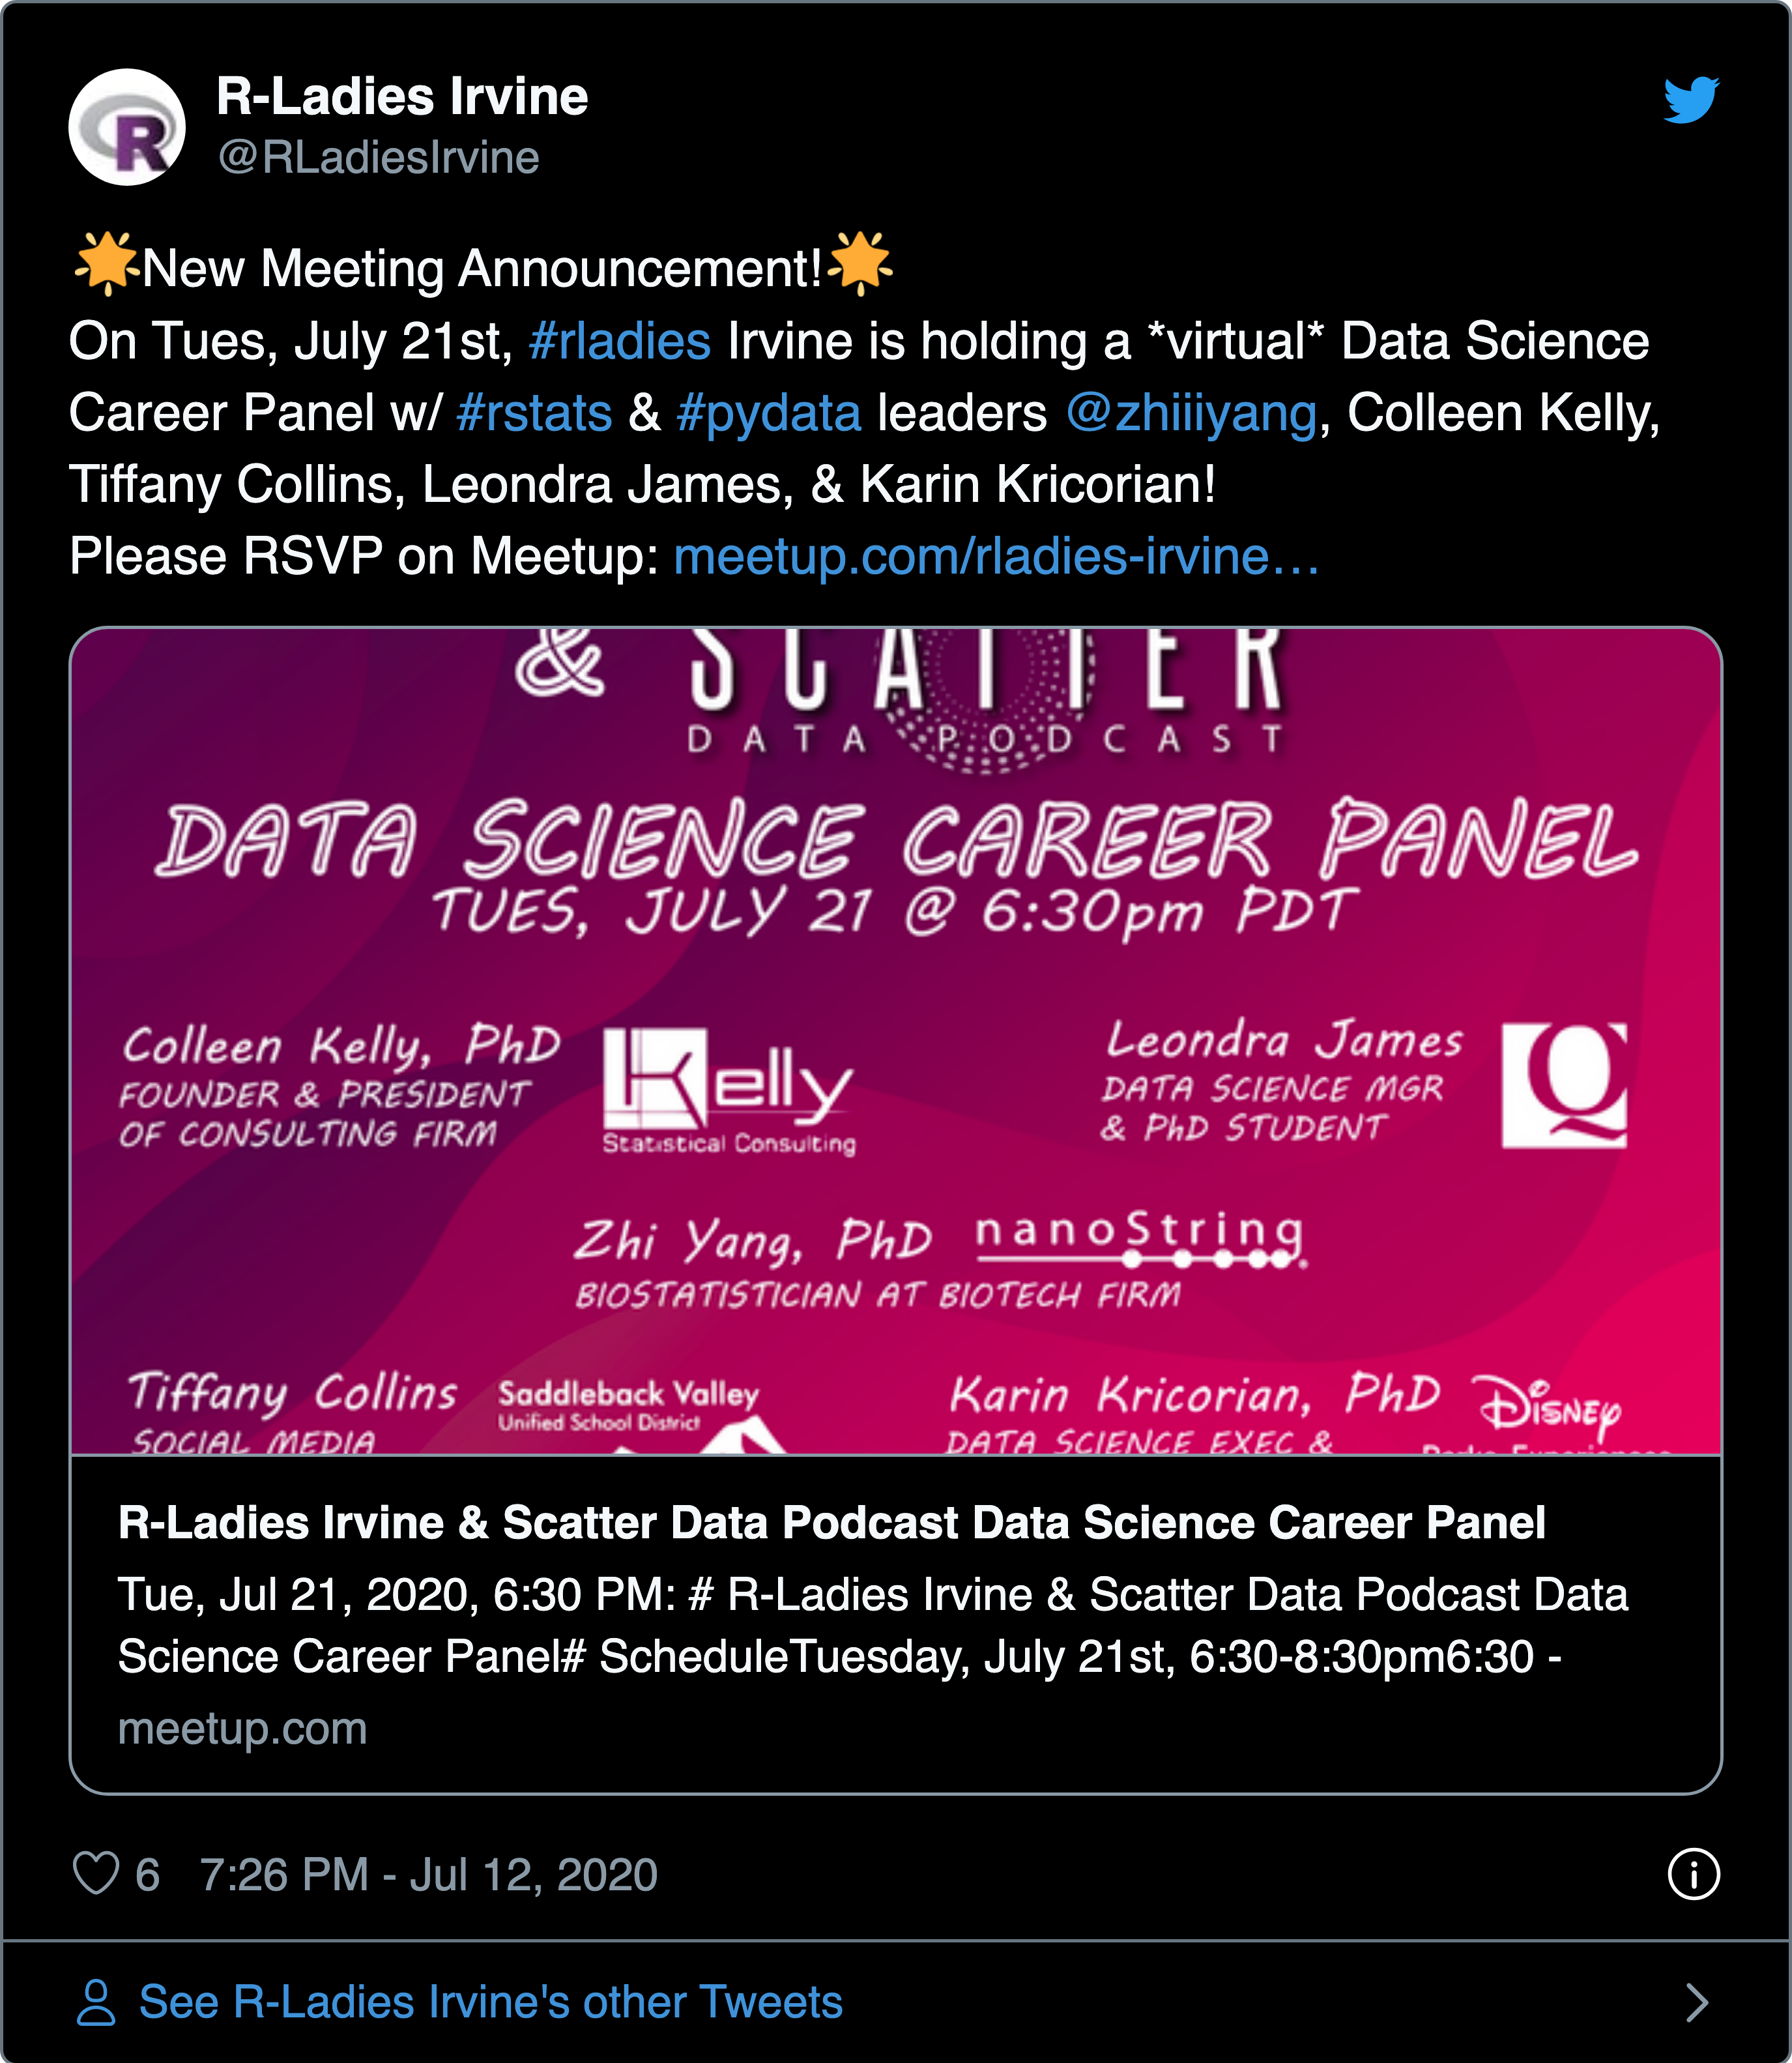 R-Ladies Irvine
@RLadiesIrvine
🌟New Meeting Announcement!🌟
On Tues, July 21st, #rladies Irvine is holding a *virtual* Data Science
Career Panel w/ #rstats & #pydata leaders @zhiiiyang, Colleen Kelly,
Tiffany Collins, Leondra James, & Karin Kricorian!
Please RSVP on Meetup: meetup.com/rladies-irvine…
& SCATTER
DATA PODCAST
DATA SCIENCE CAREER PANEL
TUES, JULY 21 @ 6:30pm PDT
Colleen Kelly, PhD
FOUNDER & PRESIDENT
OF CONSULTING FIRM
Kelly
Statistical Consulting
Leondra James
DATA SCIENCE MGR
& PhD STUDENT
Q
Zhi Yang, PhD
nanoString®
BIOSTATISTICIAN AT BIOTECH FIRM
Tiffany Collins
SOCIAL MEDIA
Saddleback Valley
Unified School District
Karin Kricorian, PhD
DATA SCIENCE EXEC &
DISNEY
Parks, Experiences
R-Ladies Irvine & Scatter Data Podcast Data Science Career Panel
Tue, Jul 21, 2020, 6:30 PM: # R-Ladies Irvine & Scatter Data Podcast Data
Science Career Panel# ScheduleTuesday, July 21st, 6:30-8:30pm6:30 -
meetup.com
6 7:26 PM - Jul 12, 2020
See R-Ladies Irvine's other Tweets